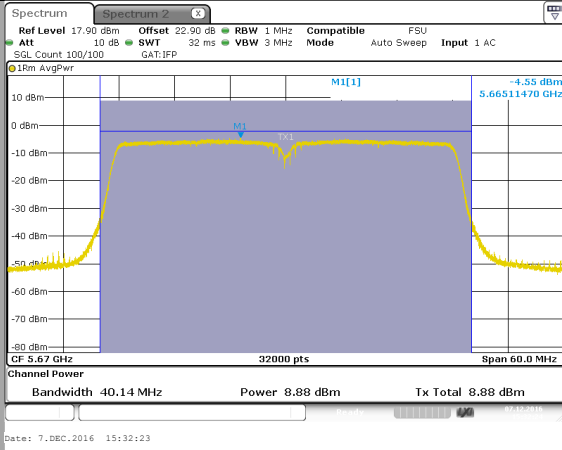 Spectrum
Spectrum 2 X
Ref Level 17.90 dBm Offset 22.90 dB RBW 1 MHz Compatible FSU
Att 10 dB SWT 32 ms VBW 3 MHz Mode Auto Sweep Input 1 AC
SGL Count 100/100 GAT:IFP
1Rm AvgPwr
M1[1] -4.55 dBm
5.66511470 GHz
10 dBm
0 dBm
M1
TX1
-10 dBm
-20 dBm
-30 dBm
-40 dBm
-50 dBm
-60 dBm
-70 dBm
-80 dBm
CF 5.67 GHz 32000 pts Span 60.0 MHz
Channel Power
Bandwidth 40.14 MHz Power 8.88 dBm Tx Total 8.88 dBm
Ready 07.12.2016
Date: 7.DEC.2016 15:32:23